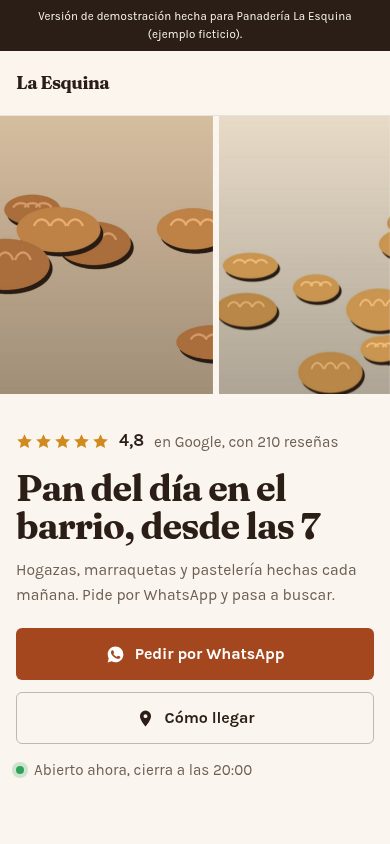 Versión de demostración hecha para Panadería La Esquina
(ejemplo ficticio).
La Esquina
4,8 en Google, con 210 reseñas
Pan del día en el
barrio, desde las 7
Hogazas, marraquetas y pastelería hechas cada
mañana. Pide por WhatsApp y pasa a buscar.
Pedir por WhatsApp
Cómo llegar
Abierto ahora, cierra a las 20:00